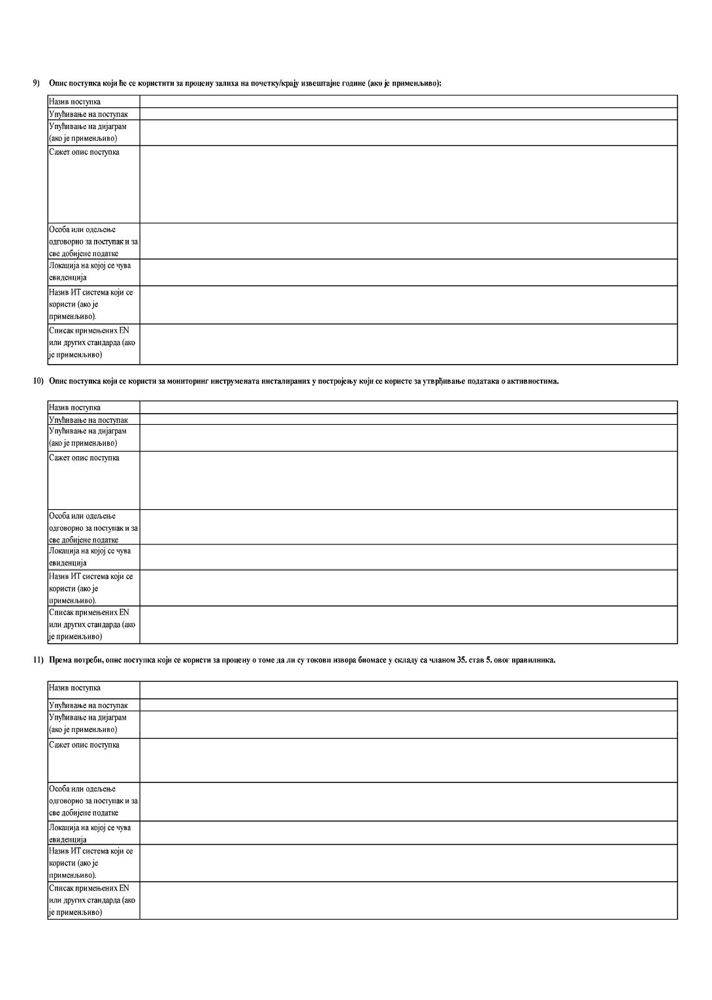 9) Опис поступка који ће се користити за процену залиха на почетку/крају извештајне године (ако је применљиво):
Назив поступка
Упућивање на поступак
Упућивање на дијаграм
(ако је применљиво)
Сажет опис поступка
Особа или одељење
одговорно за поступак и за
све добијене податке
Локација на којој се чува
евиденција
Назив ИТ система који се
користи (ако је
применљиво).
Списак примењених EN
или других стандарда (ако
је применљиво)
10) Опис поступка који се користи за мониторинг инструмената инсталираних у постројењу који се користе за утврђивање података о активностима.
Назив поступка
Упућивање на поступак
Упућивање на дијаграм
(ако је применљиво)
Сажет опис поступка
Особа или одељење
одговорно за поступак и за
све добијене податке
Локација на којој се чува
евиденција
Назив ИТ система који се
користи (ако је
применљиво).
Списак примењених EN
или других стандарда (ако
је применљиво)
11) Према потреби, опис поступка који се користи за процену о томе да ли су токови извора биомасе у складу са чланом 35. став 5. овог правилника.
Назив поступка
Упућивање на поступак
Упућивање на дијаграм
(ако је применљиво)
Сажет опис поступка
Особа или одељење
одговорно за поступак и за
све добијене податке
Локација на којој се чува
евиденција
Назив ИТ система који се
користи (ако је
применљиво).
Списак примењених EN
или других стандарда (ако
је применљиво)